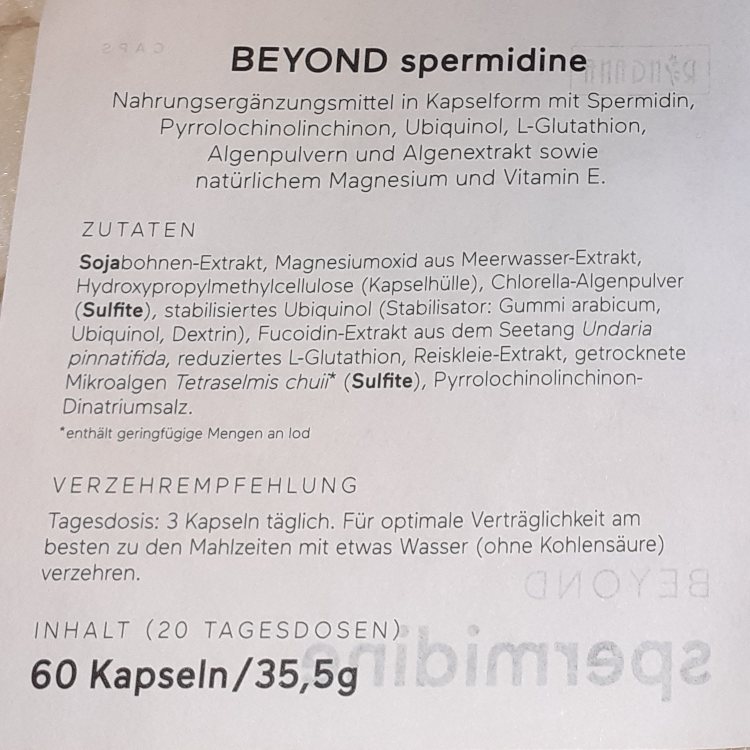 BEYOND spermidine
Nahrungsergänzungsmittel in Kapselform mit Spermidin,
Pyrrolochinolinchinon, Ubiquinol, L-Glutathion,
Algenpulvern und Algenextrakt sowie
natürlichem Magnesium und Vitamin E.
ZUTATEN
Sojabohnen-Extrakt, Magnesiumoxid aus Meerwasser-Extrakt,
Hydroxypropylmethylcellulose (Kapselhülle), Chlorella-Algenpulver
(Sulfite), stabilisiertes Ubiquinol (Stabilisator: Gummi arabicum,
Ubiquinol, Dextrin), Fucoidin-Extrakt aus dem Seetang Undaria
pinnatifida, reduziertes L-Glutathion, Reiskleie-Extrakt, getrocknete
Mikroalgen Tetraselmis chuii* (Sulfite), Pyrrolochinolinchinon-
Dinatriumsalz.
*enthält geringfügige Mengen an Iod
VERZEHREMPFEHLUNG
Tagesdosis: 3 Kapseln täglich. Für optimale Verträglichkeit am
besten zu den Mahlzeiten mit etwas Wasser (ohne Kohlensäure)
verzehren.
INHALT (20 TAGESDOSEN)
60 Kapseln/35,5g
CAPS
RINGANA
BEYOND
spermidine